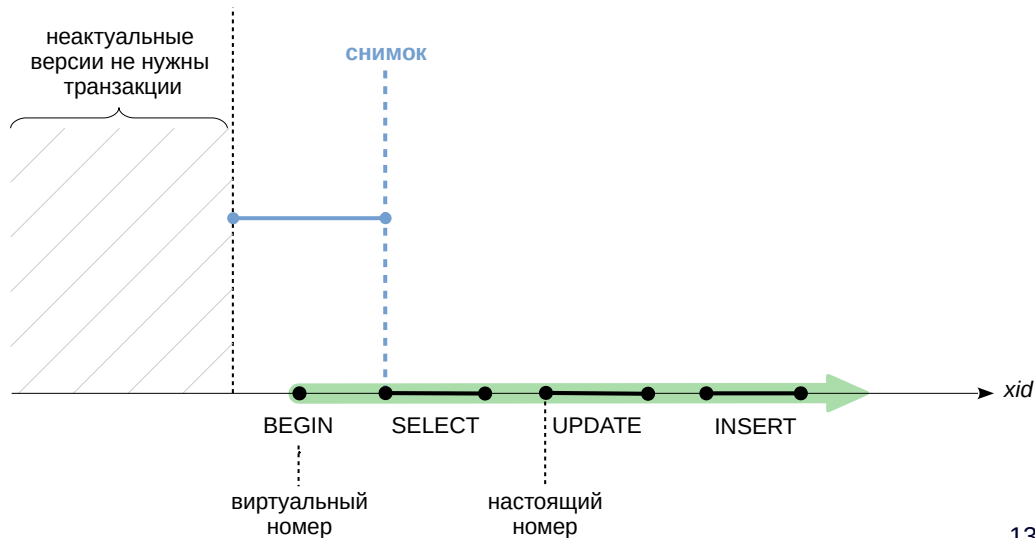 неактуальные
версии не нужны
транзакции
снимок
xid
BEGIN
SELECT
UPDATE
INSERT
виртуальный
номер
настоящий
номер
13